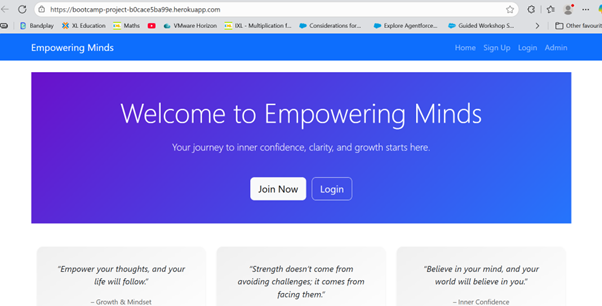 https://bootcamp-project-b0cace5ba99e.herokuapp.com
Bandplay XL Education Maths VMware Horizon IXL - Multiplication f... Considerations for... Explore Agentforce... Guided Workshop S... Other favourit
Empowering Minds Home Sign Up Login Admin
Welcome to Empowering Minds
Your journey to inner confidence, clarity, and growth starts here.
Join Now Login
“Empower your thoughts, and your
life will follow.”
– Growth & Mindset
“Strength doesn't come from
avoiding challenges; it comes from
facing them.”
“Believe in your mind, and your
world will believe in you.”
– Inner Confidence